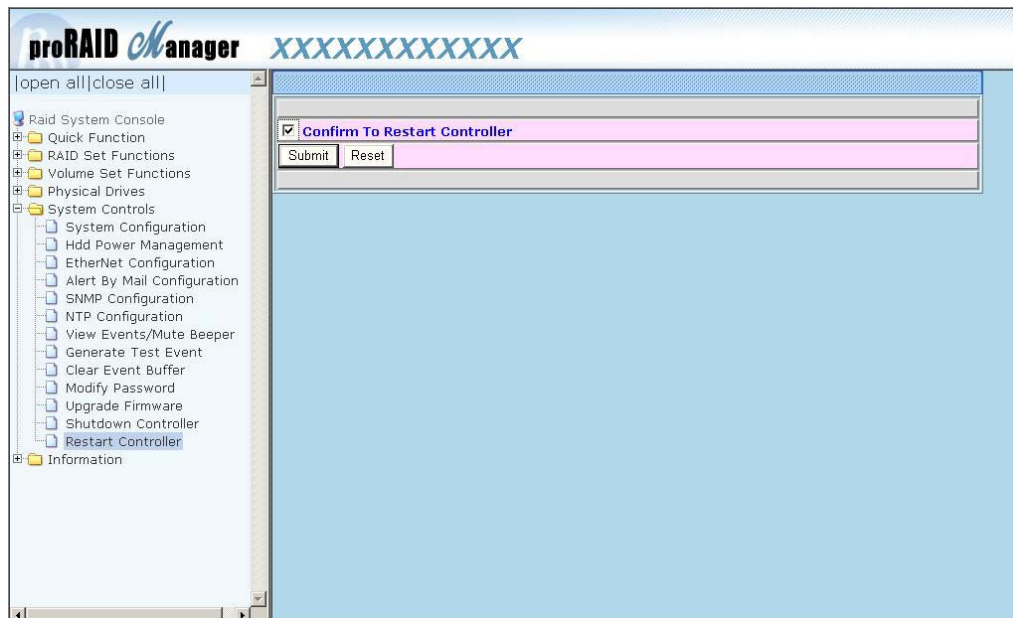 proRAID Manager XXXXXXXXXXXX
|open all|close all|
Raid System Console
Quick Function
RAID Set Functions
Volume Set Functions
Physical Drives
System Controls
System Configuration
Hdd Power Management
EtherNet Configuration
Alert By Mail Configuration
SNMP Configuration
NTP Configuration
View Events/Mute Beeper
Generate Test Event
Clear Event Buffer
Modify Password
Upgrade Firmware
Shutdown Controller
Restart Controller
Information
Confirm To Restart Controller
Submit Reset